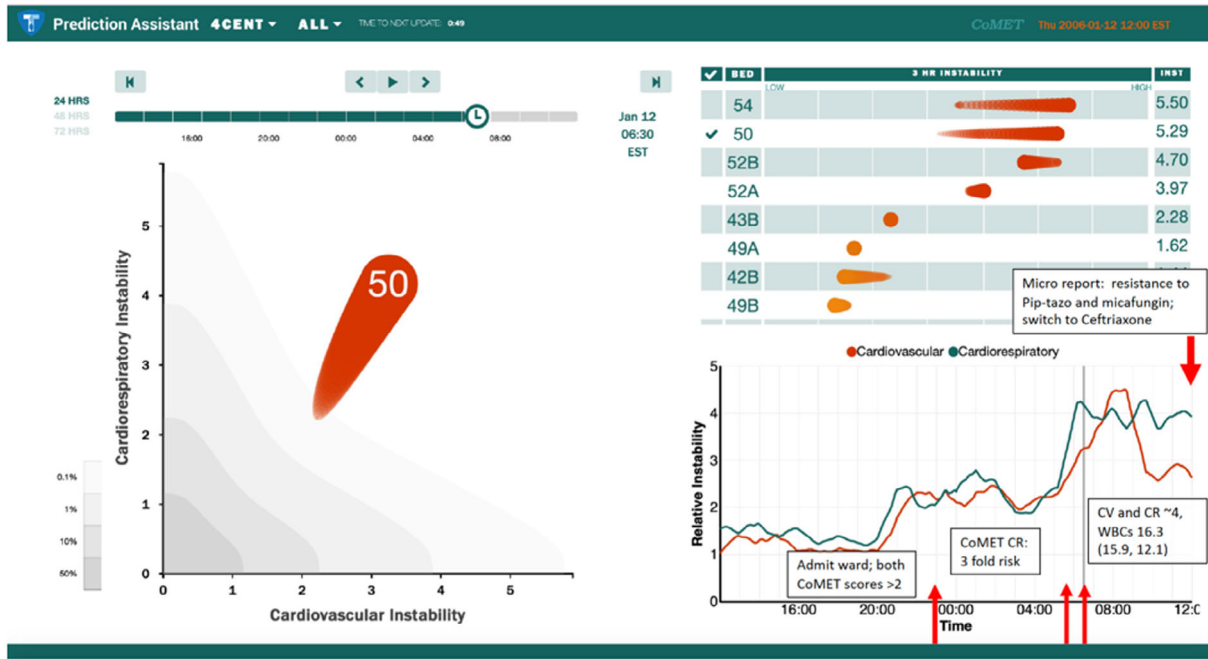 Prediction Assistant 4CENT ALL TIME TO NEXT UPDATE: 0:49 CoMET Thu 2006-01-12 12:00 EST
24 HRS
48 HRS
72 HRS
16:00 20:00 00:00 04:00 08:00
Jan 12
06:30
EST
Cardiorespiratory Instability
5
4
3
2
1
0
0 1 2 3 4 5
Cardiovascular Instability
50
0.1%
1%
10%
50%
BED 3 HR INSTABILITY INST
LOW HIGH
54 5.50
50 5.29
52B 4.70
52A 3.97
43B 2.28
49A 1.62
42B
49B
Micro report: resistance to
Pip-tazo and micafungin;
switch to Ceftriaxone
Cardiovascular Cardiorespiratory
Relative Instability
5
4
3
2
1
0
Admit ward; both
CoMET scores >2
CoMET CR:
3 fold risk
CV and CR ~4,
WBCs 16.3
(15.9, 12.1)
16:00 20:00 00:00 04:00 08:00 12:0
Time